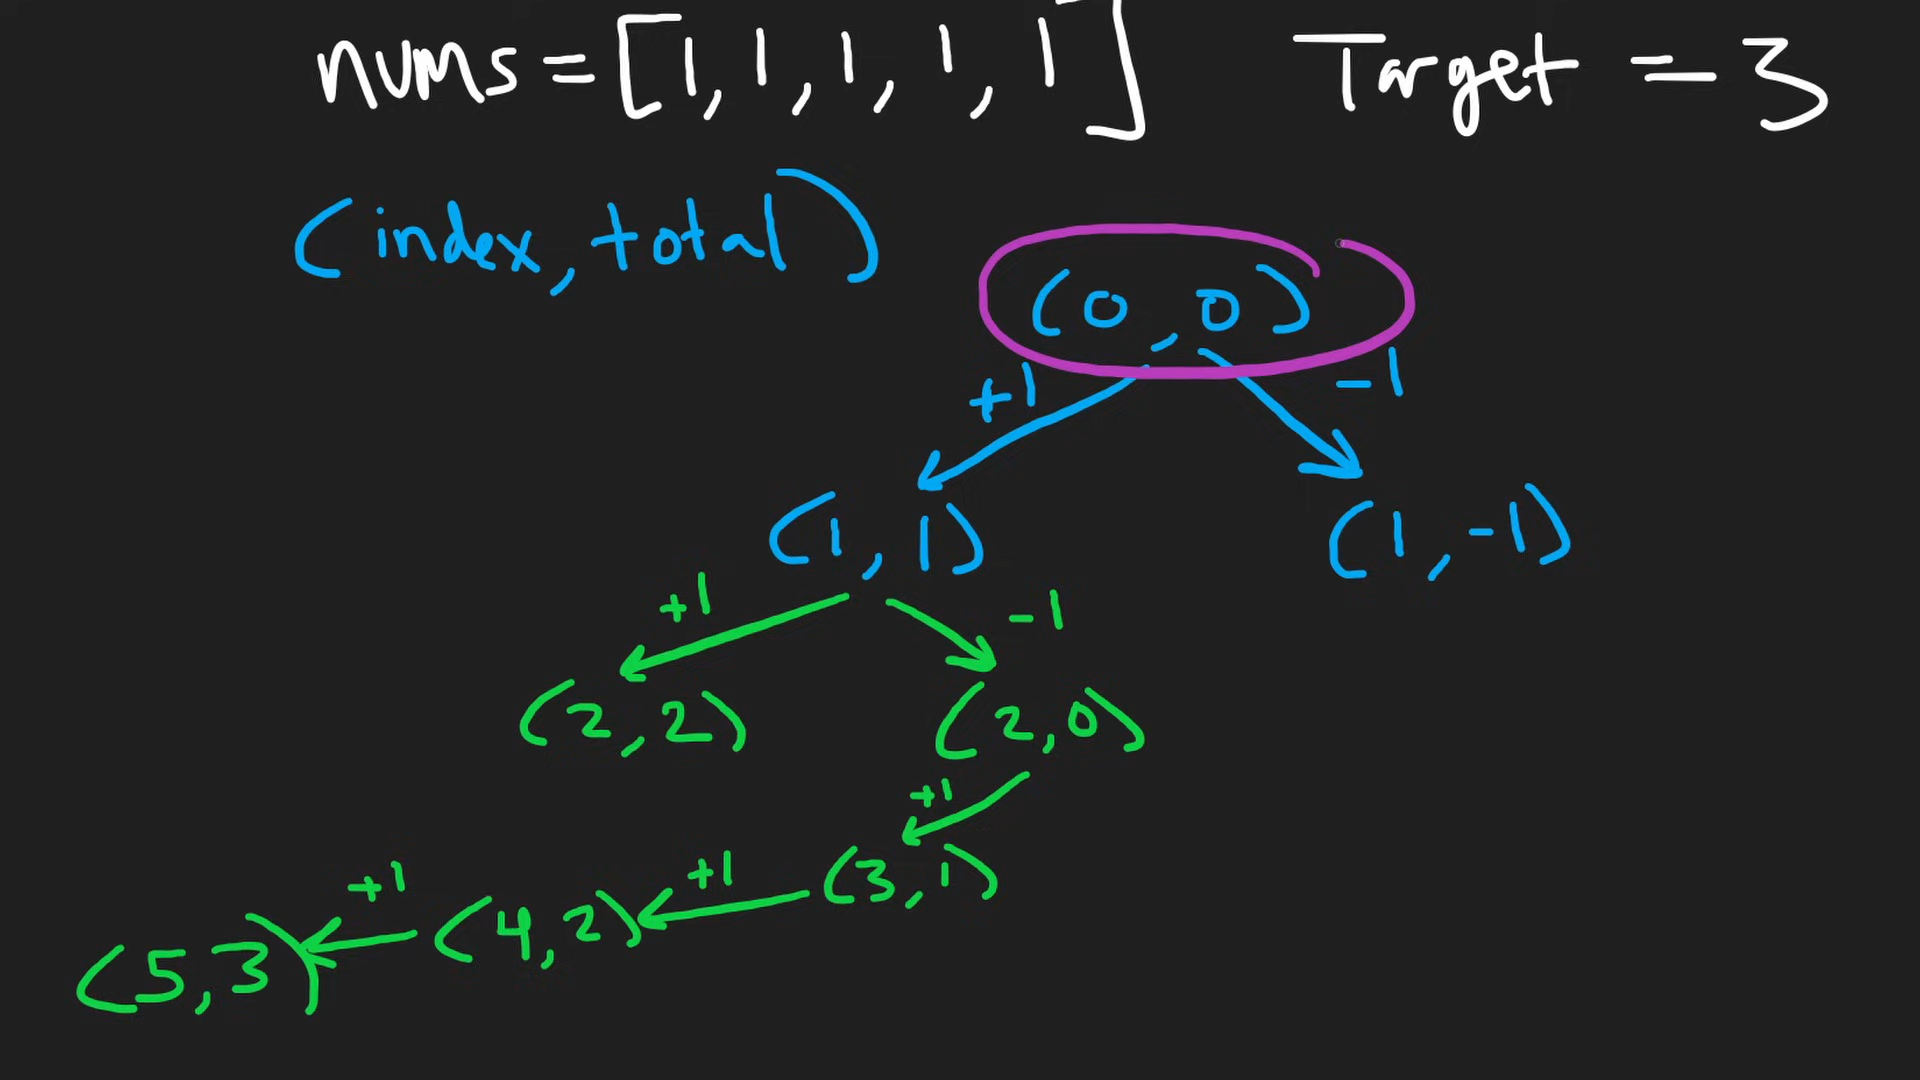 nums = [1, 1, 1, 1, 1] Target = 3
(index, total)
(0, 0)
+1 -1
(1, 1) (1, -1)
+1 -1
(2, 2) (2, 0)
+1
+1 +1 (3, 1)
(5, 3) (4, 2)